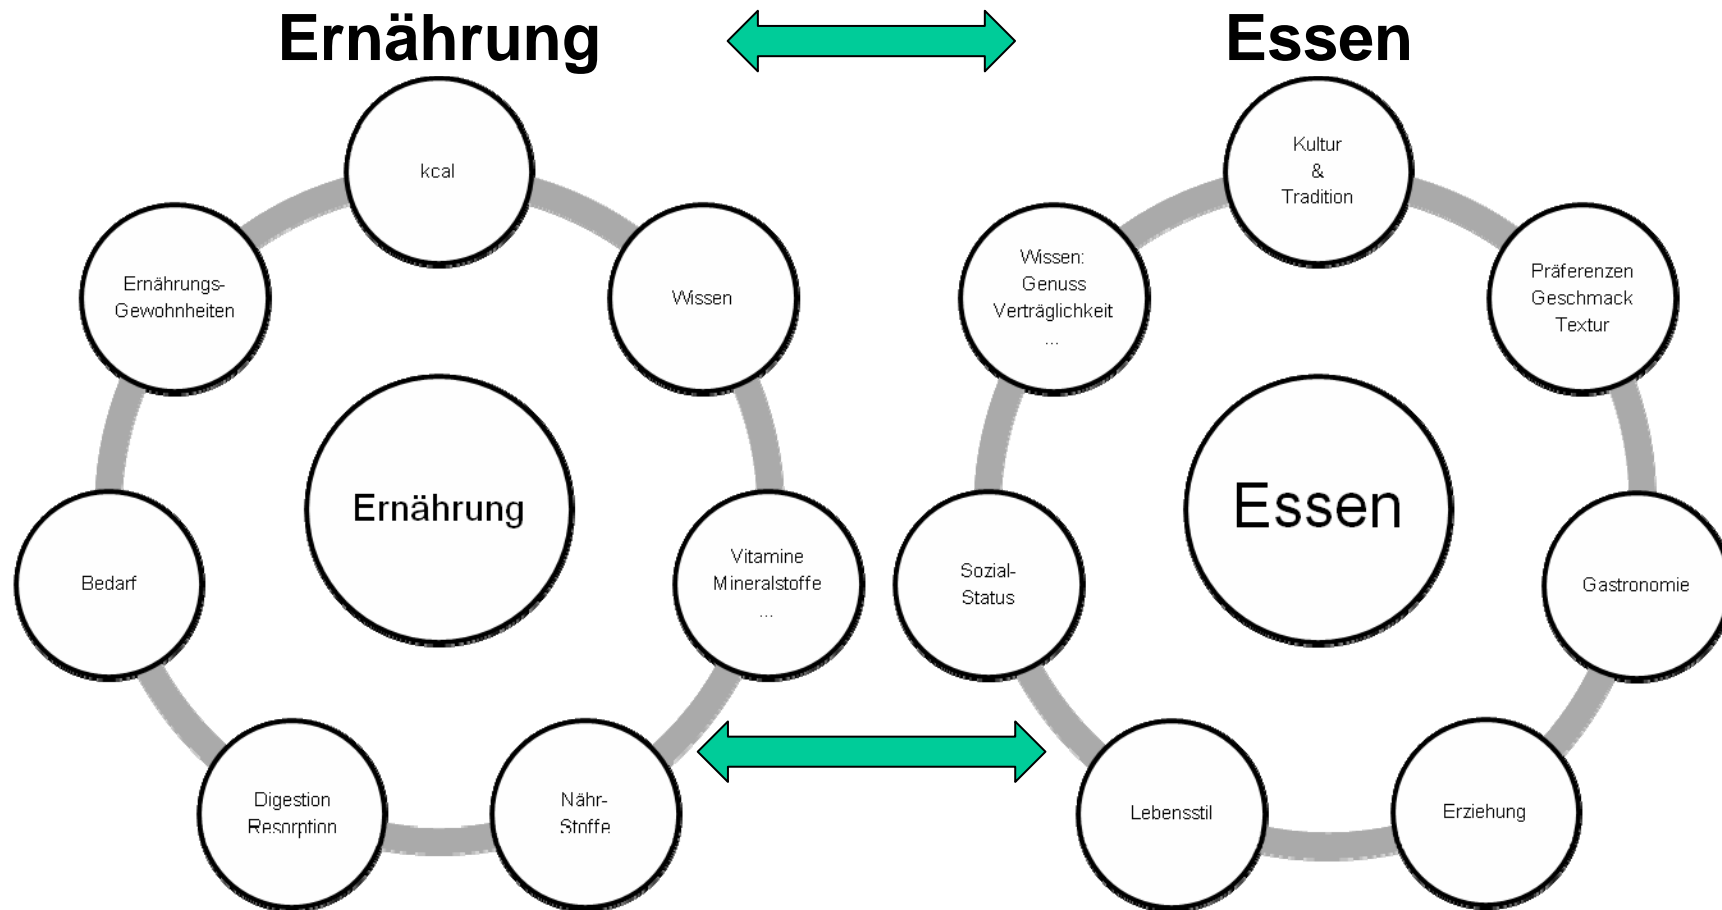 Ernährung
Essen
kcal
Wissen
Vitamine
Mineralstoffe
...
Nähr-
Stoffe
Digestion
Resorption
Bedarf
Ernährungs-
Gewohnheiten
Ernährung
Kultur
&
Tradition
Präferenzen
Geschmack
Textur
Gastronomie
Erziehung
Lebensstil
Sozial-
Status
Wissen:
Genuss
Verträglichkeit
...
Essen